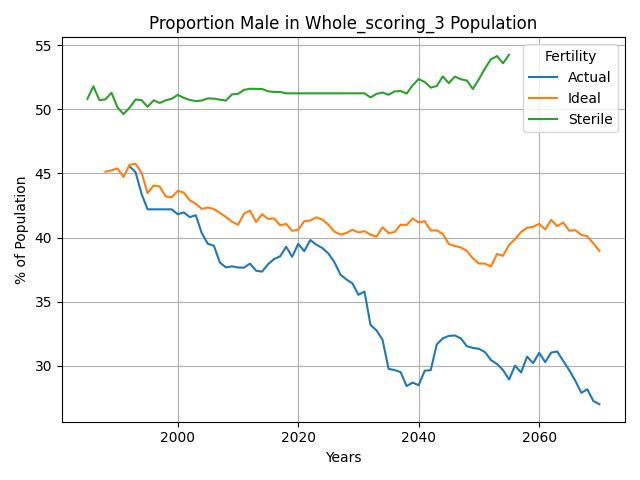 Proportion Male in Whole_scoring_3 Population
% of Population
55
50
45
40
35
30
2000
2020
2040
2060
Years
Fertility
Actual
Ideal
Sterile